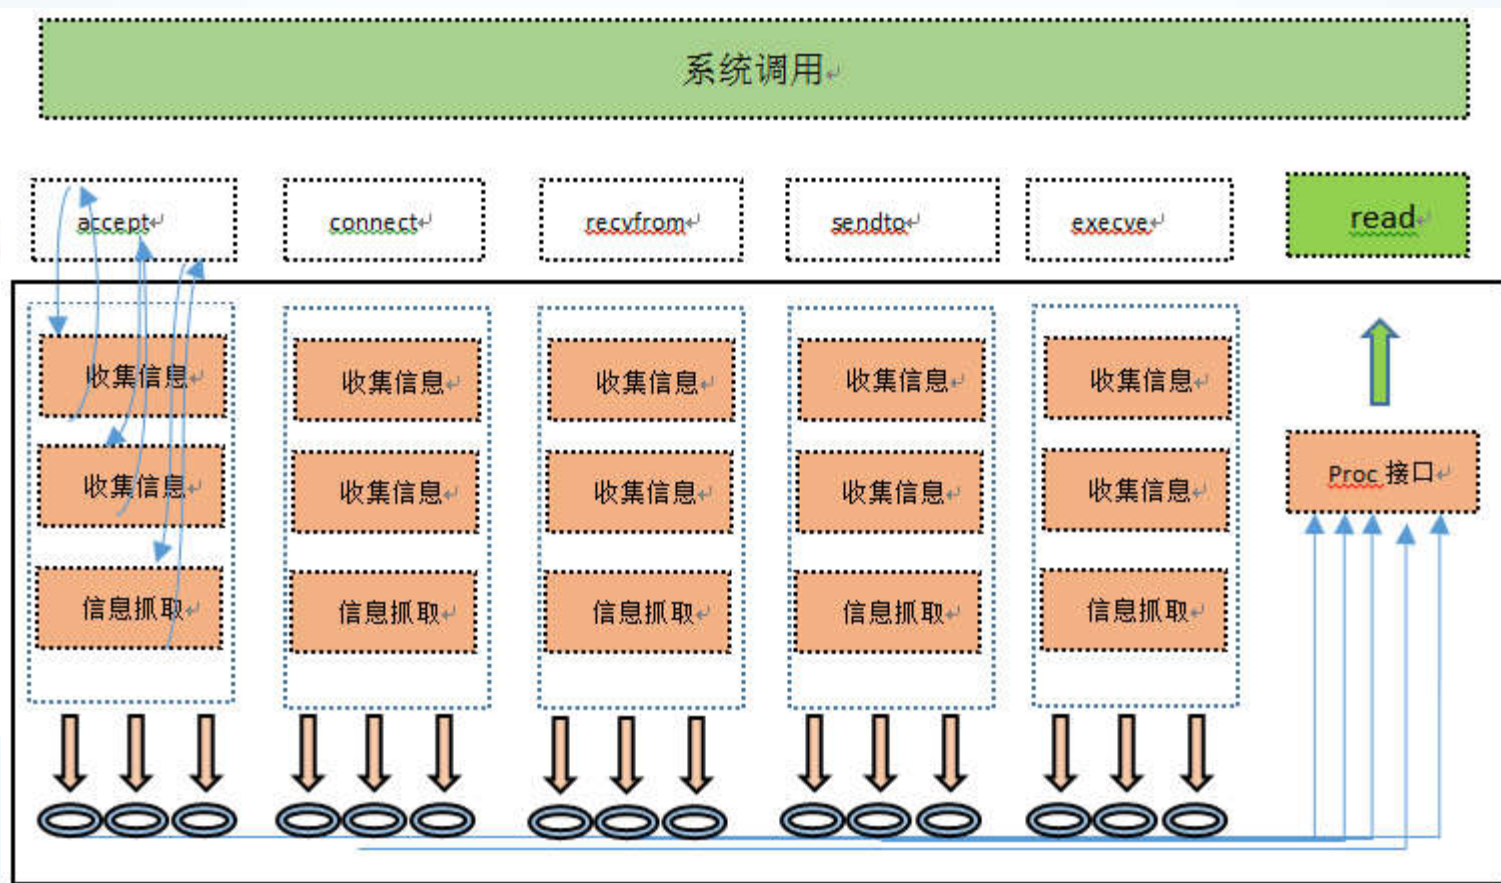 系统调用
accept
connect
recvfrom
sendto
execve
read
收集信息
收集信息
收集信息
收集信息
收集信息
收集信息
收集信息
收集信息
收集信息
收集信息
Proc 接口
信息抓取
信息抓取
信息抓取
信息抓取
信息抓取